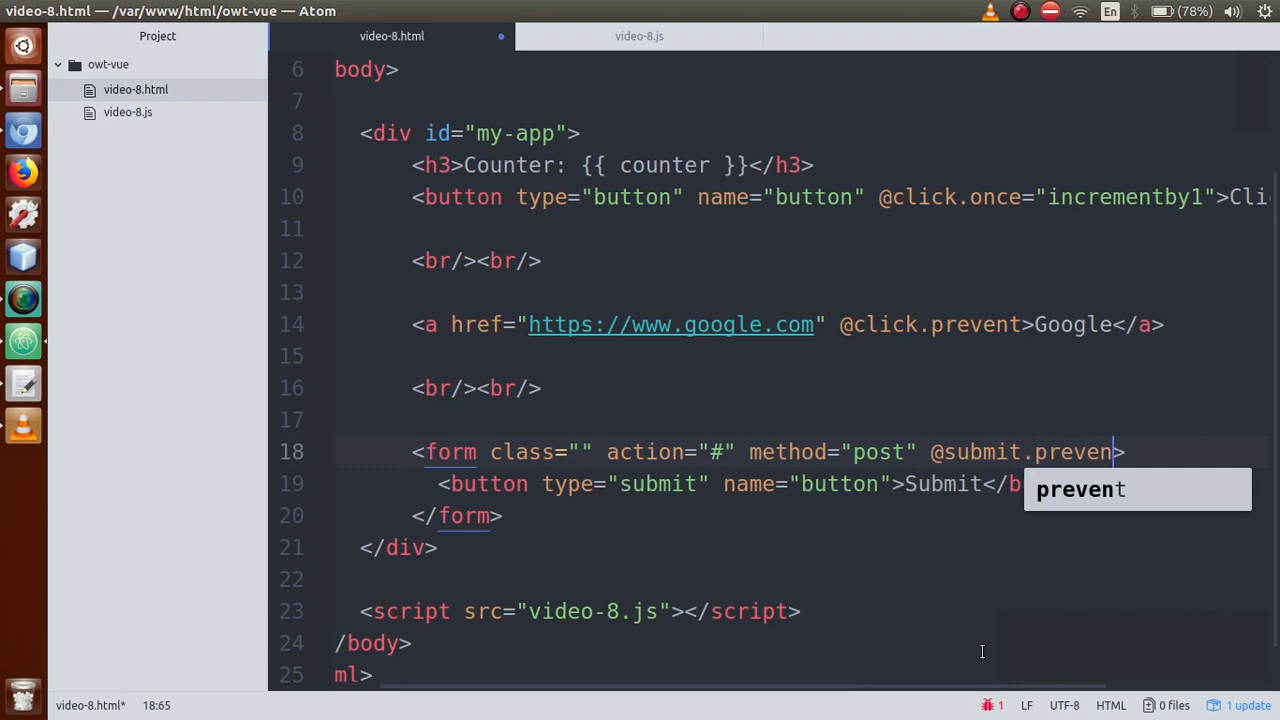 video-8.html — /var/www/html/owt-vue — Atom
En
(78%)
Project
video-8.html
video-8.js
owt-vue
video-8.html
video-8.js
6 body>
7
8 <div id="my-app">
9 <h3>Counter: {{ counter }}</h3>
10 <button type="button" name="button" @click.once="incrementby1">Cli
11
12 <br/><br/>
13
14 <a href="https://www.google.com" @click.prevent>Google</a>
15
16 <br/><br/>
17
18 <form class="" action="#" method="post" @submit.preven>
19 <button type="submit" name="button">Submit</b
prevent
20 </form>
21 </div>
22
23 <script src="video-8.js"></script>
24 /body>
25 ml>
video-8.html* 18:65
1 LF UTF-8 HTML 0 files 1 update